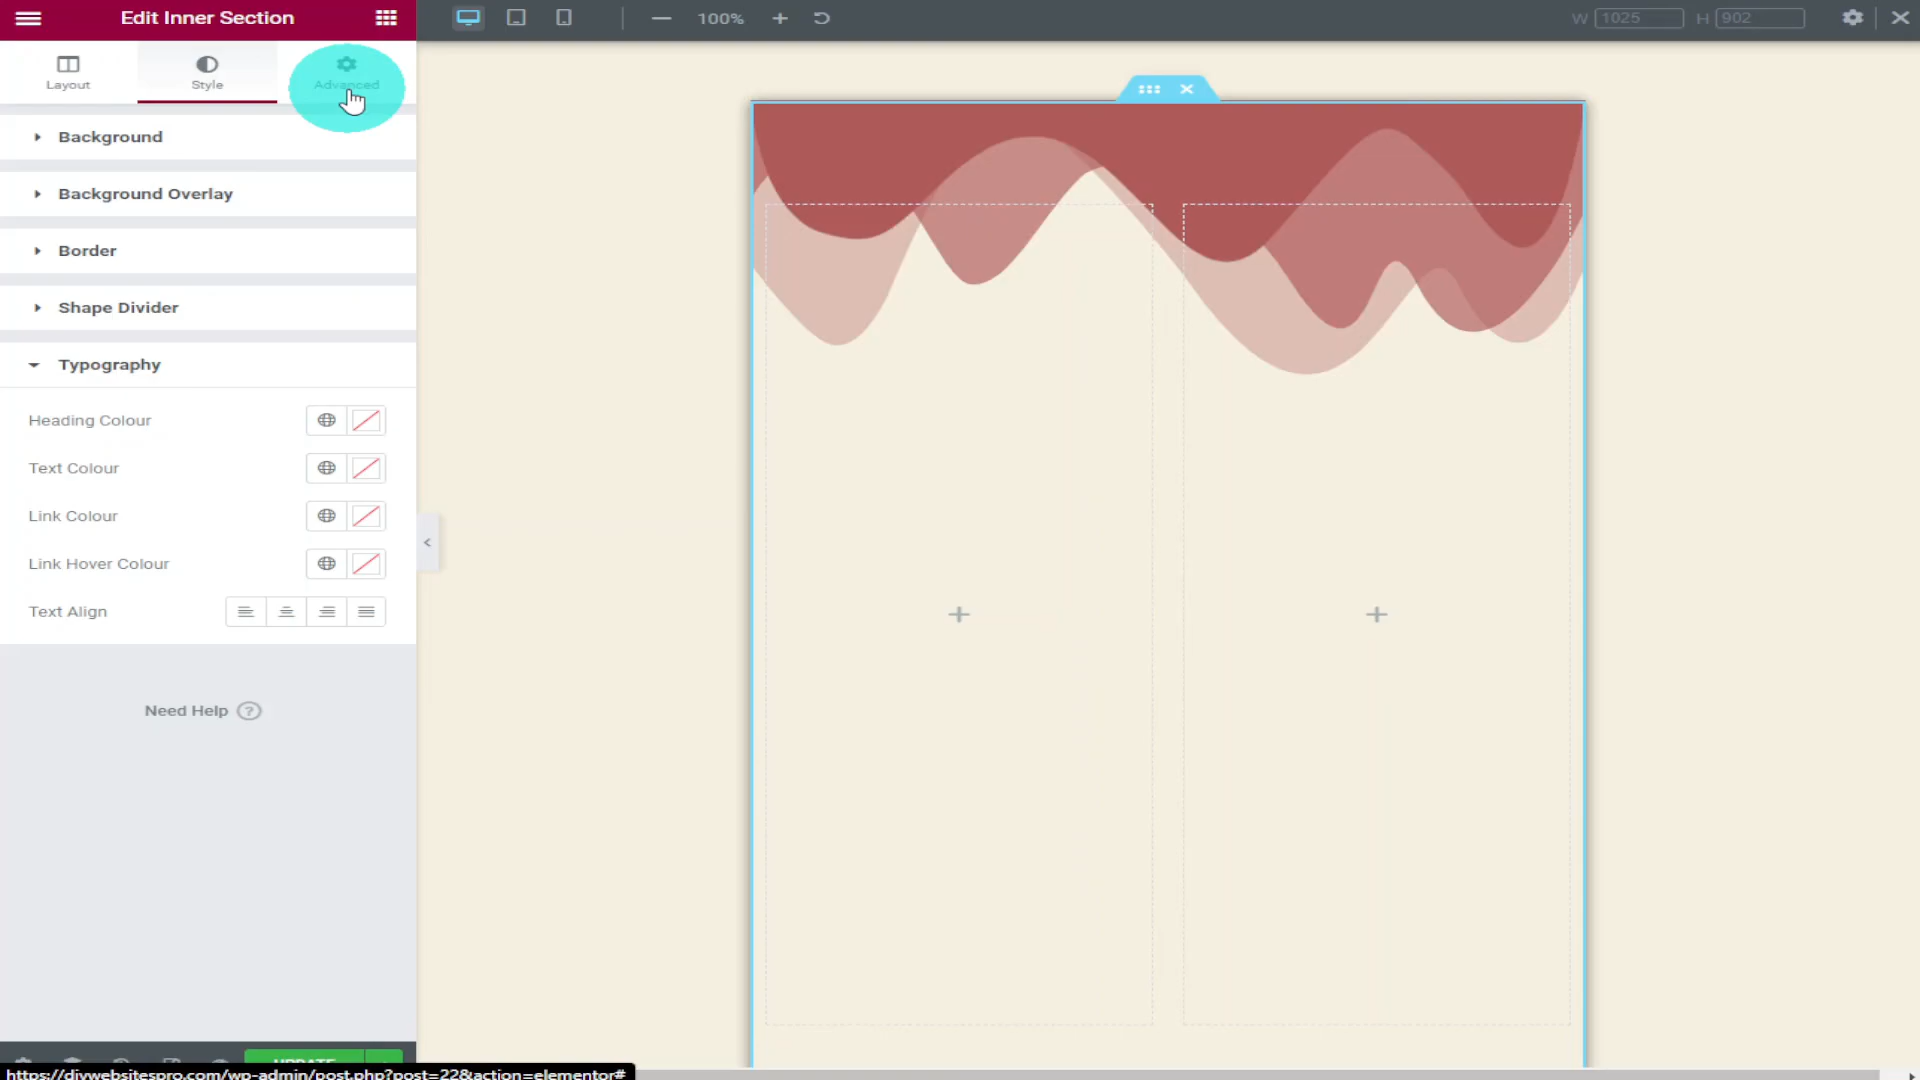 Edit Inner Section
100%
W 1025 H 902
Layout Style Advanced
Background
Background Overlay
Border
Shape Divider
Typography
Heading Colour
Text Colour
Link Colour
Link Hover Colour
Text Align
Need Help ?
UPDATE
https://diywebsitespro.com/wp-admin/post.php?post=22&action=elementor#